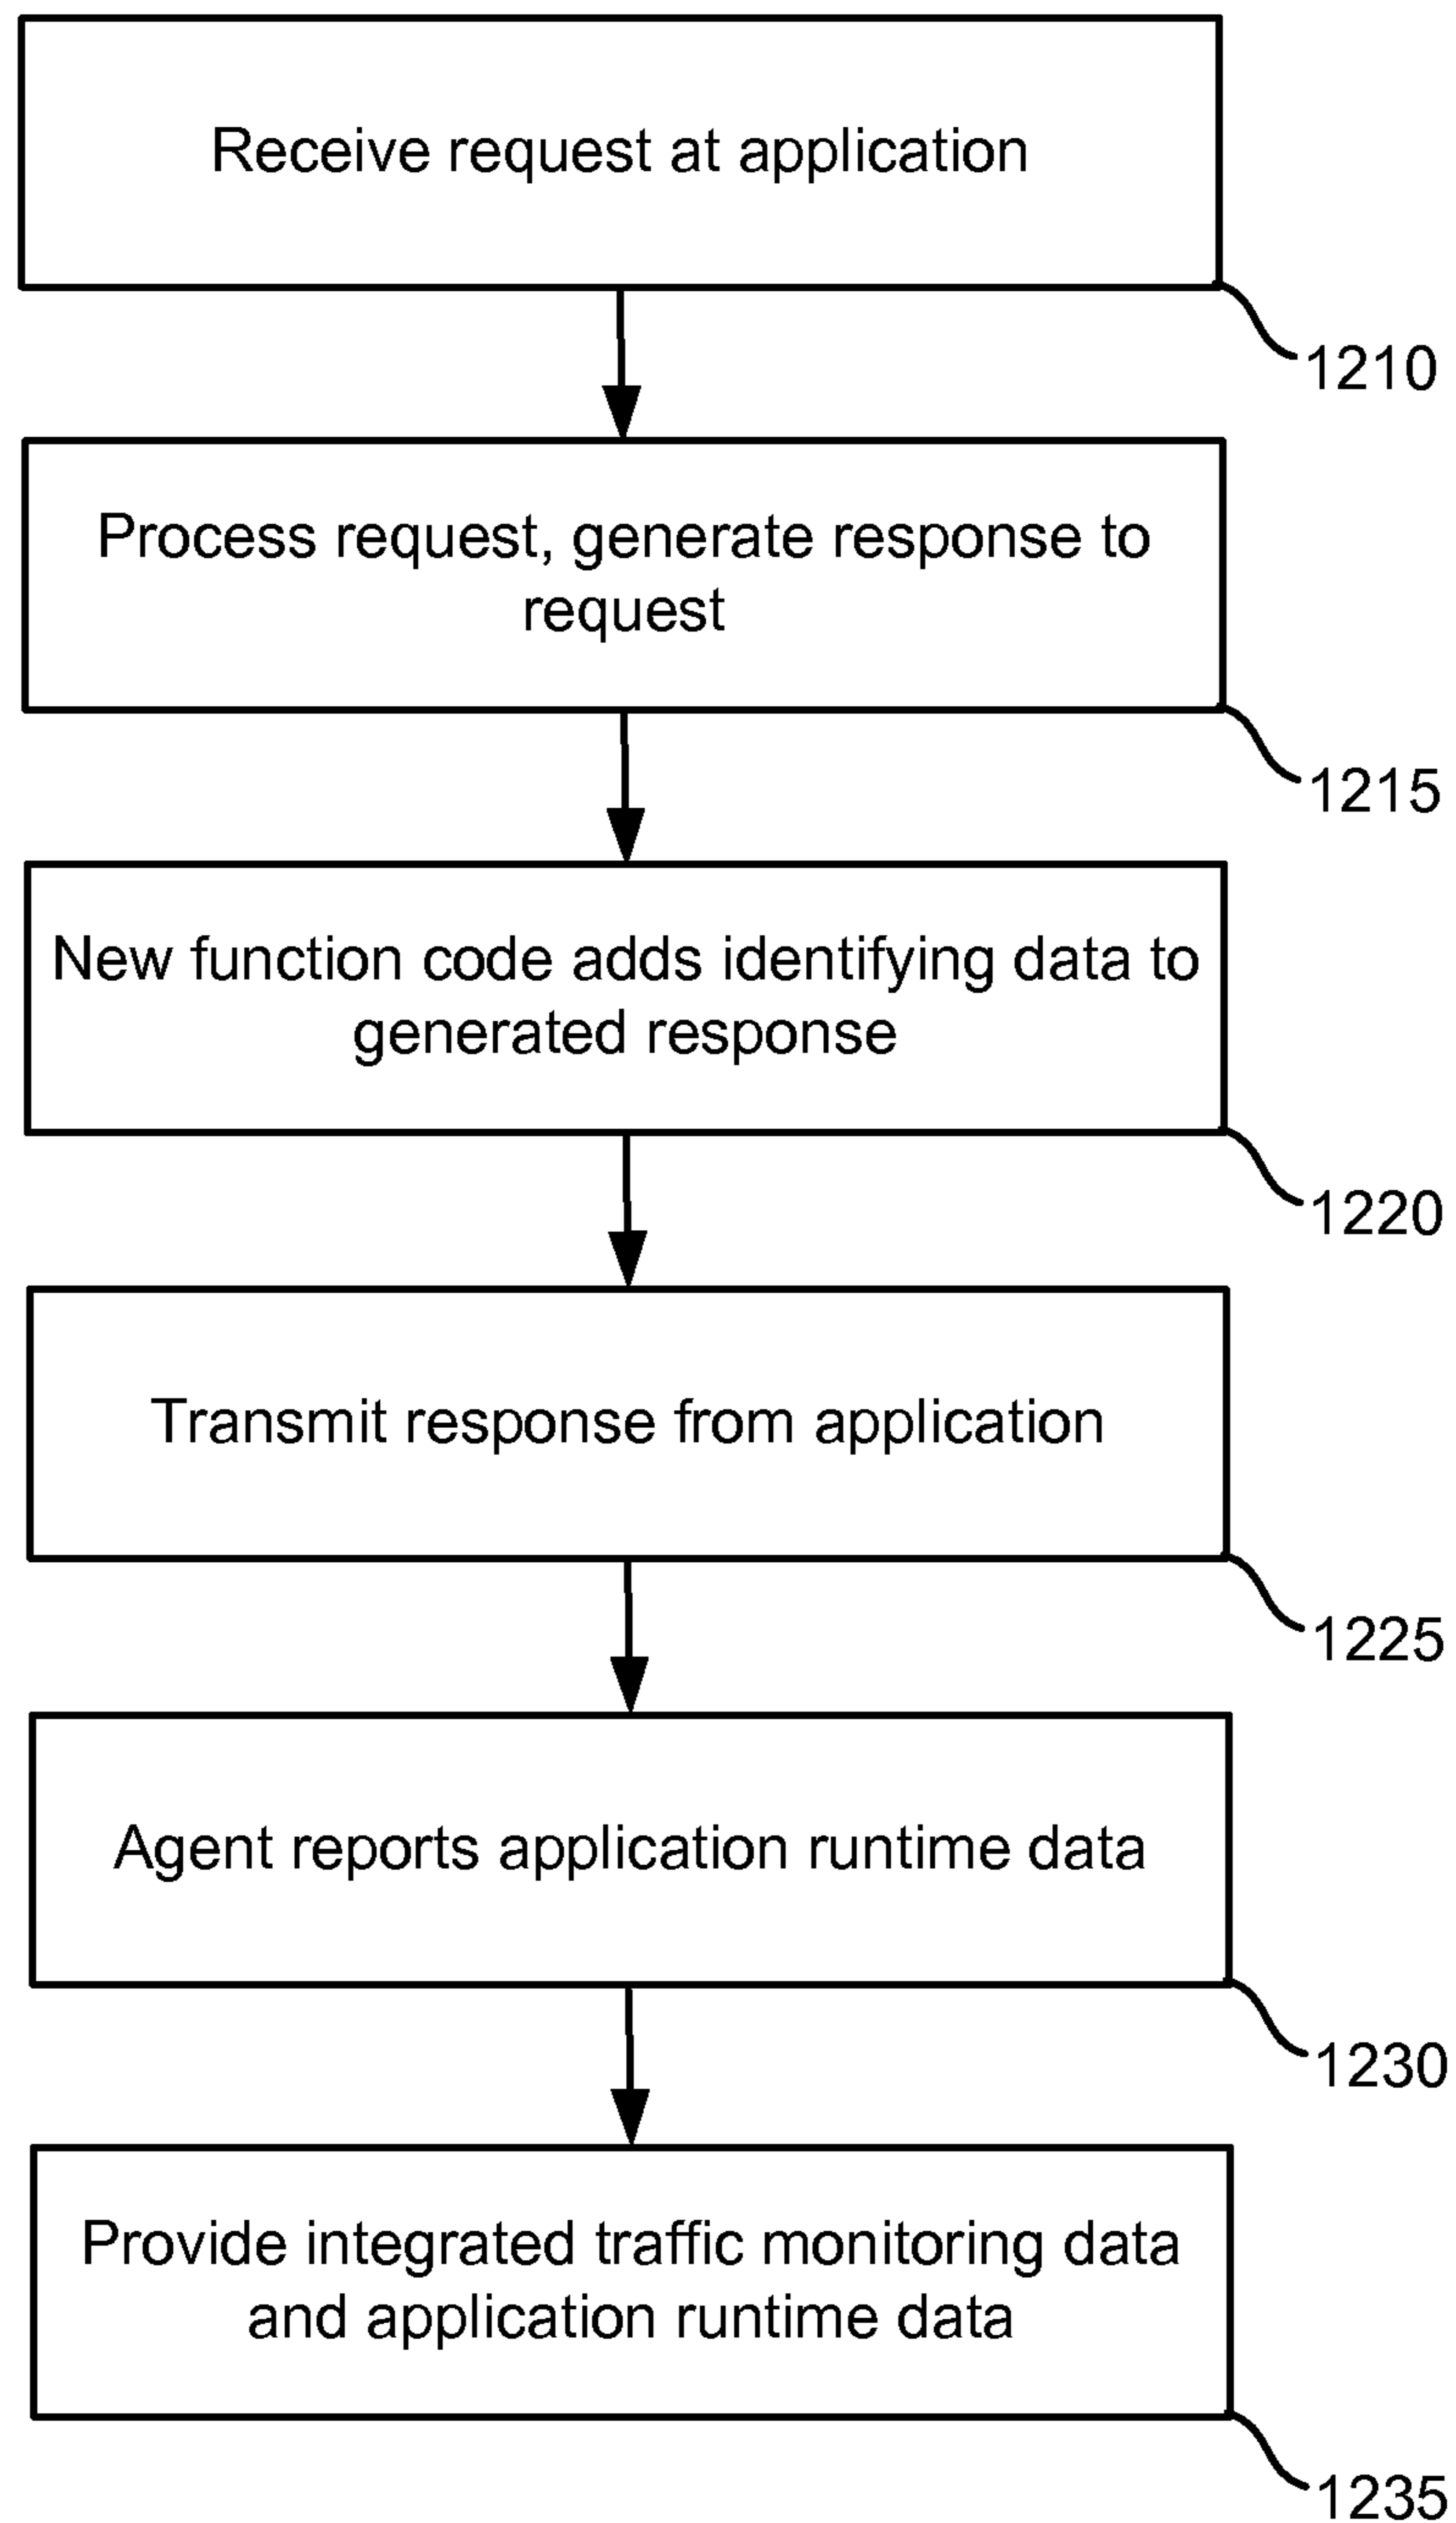 Receive request at application
1210
Process request, generate response to
request
1215
New function code adds identifying data to
generated response
1220
Transmit response from application
1225
Agent reports application runtime data
1230
Provide integrated traffic monitoring data
and application runtime data
1235